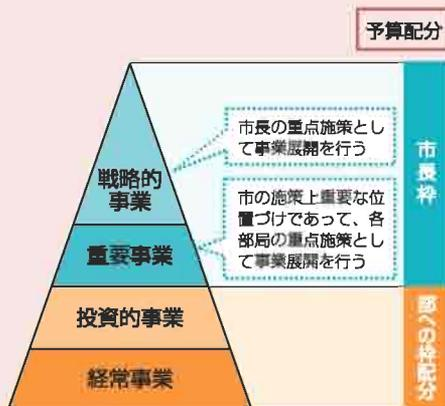 予算配分
市長の重点施策とし
て事業展開を行う
戦略的
事業
市の施策上重要な位
置づけであって、各
部局の重点施策とし
て事業展開を行う
重要事業
市長枠
投資的事業
経常事業
部への枠配分